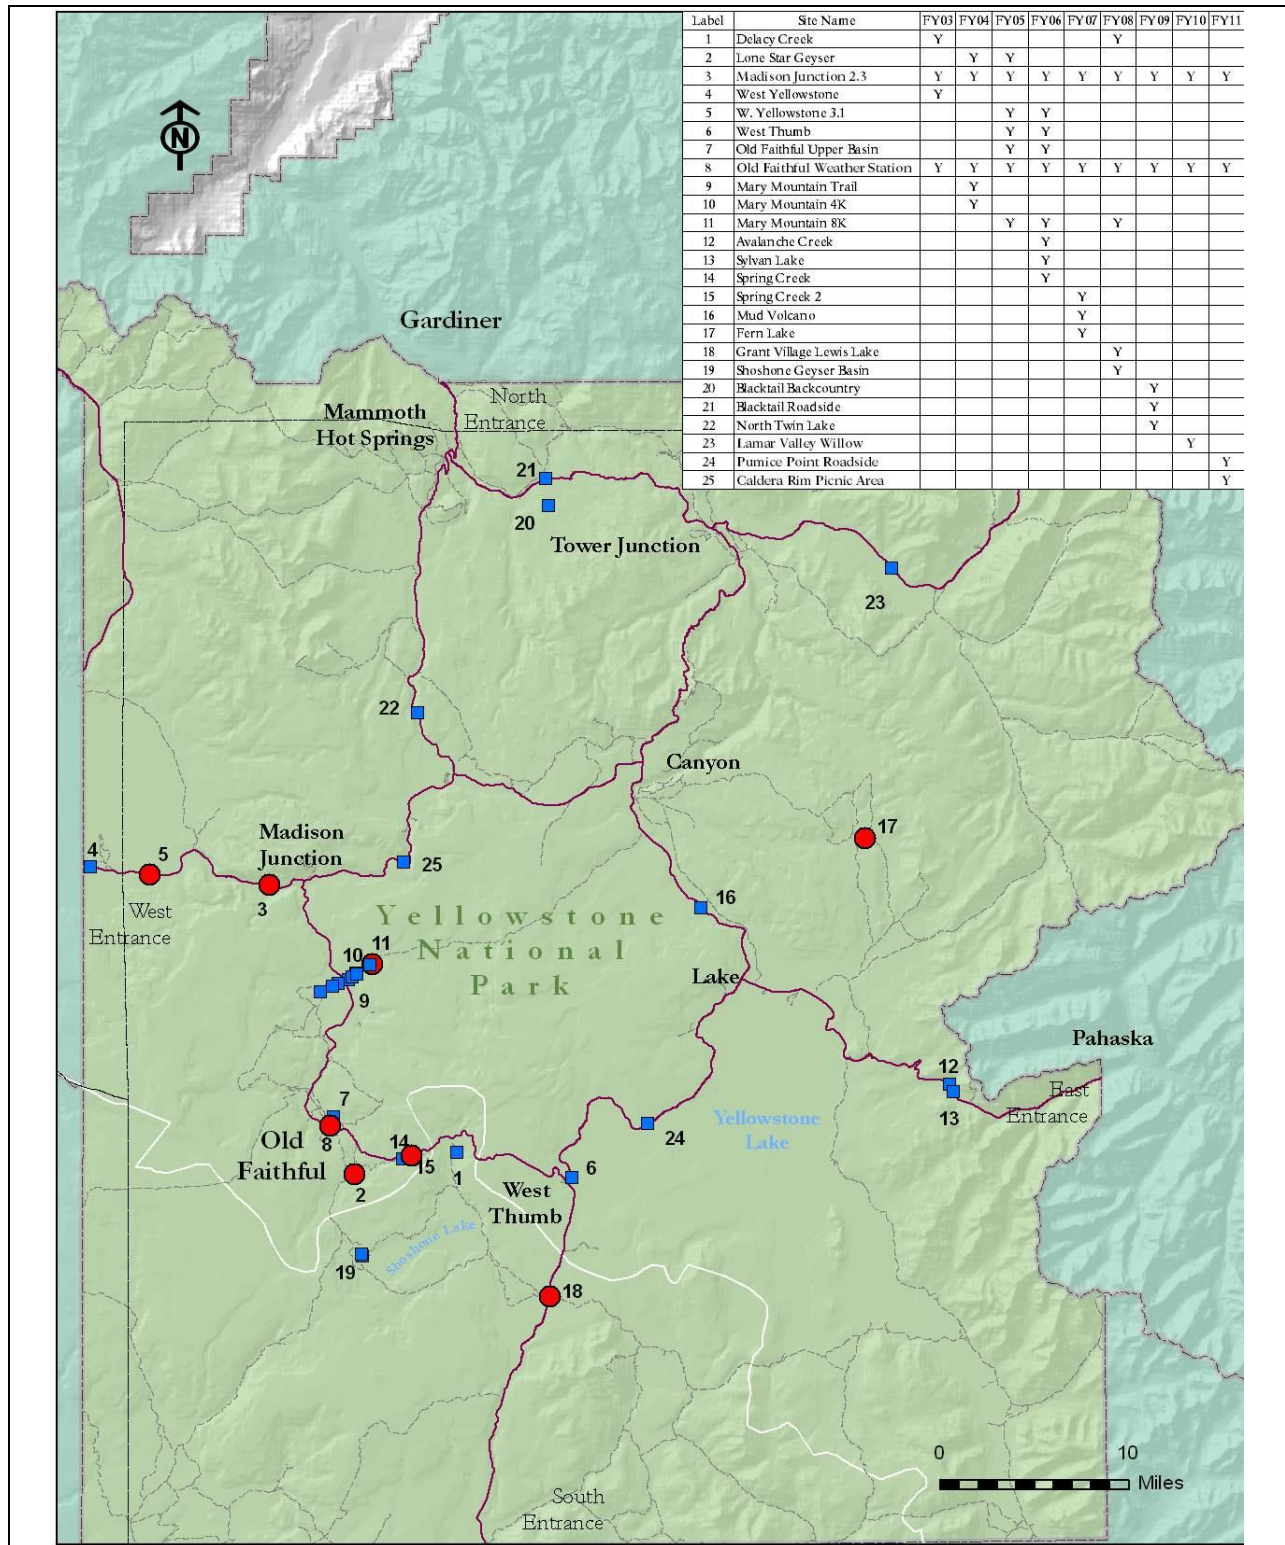 Label Site Name FY03 FY04 FY05 FY06 FY07 FY08 FY09 FY10 FY11
1 Delacy Creek Y Y
2 Lone Star Geyser Y Y
3 Madison Junction 2.3 Y Y Y Y Y Y Y Y Y
4 West Yellowstone Y
5 W. Yellowstone 3.1 Y Y
6 West Thumb Y Y
7 Old Faithful Upper Basin Y Y
8 Old Faithful Weather Station Y Y Y Y Y Y Y Y Y
9 Mary Mountain Trail Y
10 Mary Mountain 4K Y
11 Mary Mountain 8K Y Y Y
12 Avalanche Creek Y
13 Sylvan Lake Y
14 Spring Creek Y
15 Spring Creek 2 Y
16 Mud Volcano Y
17 Fern Lake Y
18 Grant Village Lewis Lake Y
19 Shoshone Geyser Basin Y
20 Blacktail Backcountry Y
21 Blacktail Roadside Y
22 North Twin Lake Y
23 Lamar Valley Willow Y
24 Pumice Point Roadside Y
25 Caldera Rim Picnic Area Y
N
Gardiner
North
Entrance
Mammoth
Hot Springs
21
20
Tower Junction
23
22
Canyon
Madison
Junction
17
4
5
25
3
West
Entrance
16
Yellowstone
National
Park
10
11
9
Lake
Pahaska
12
East
Entrance
13
7
8
Old
Faithful
14
15
1
2
24
Yellowstone
Lake
6
West
Thumb
Shoshone Lake
19
18
0 10
Miles
South
Entrance